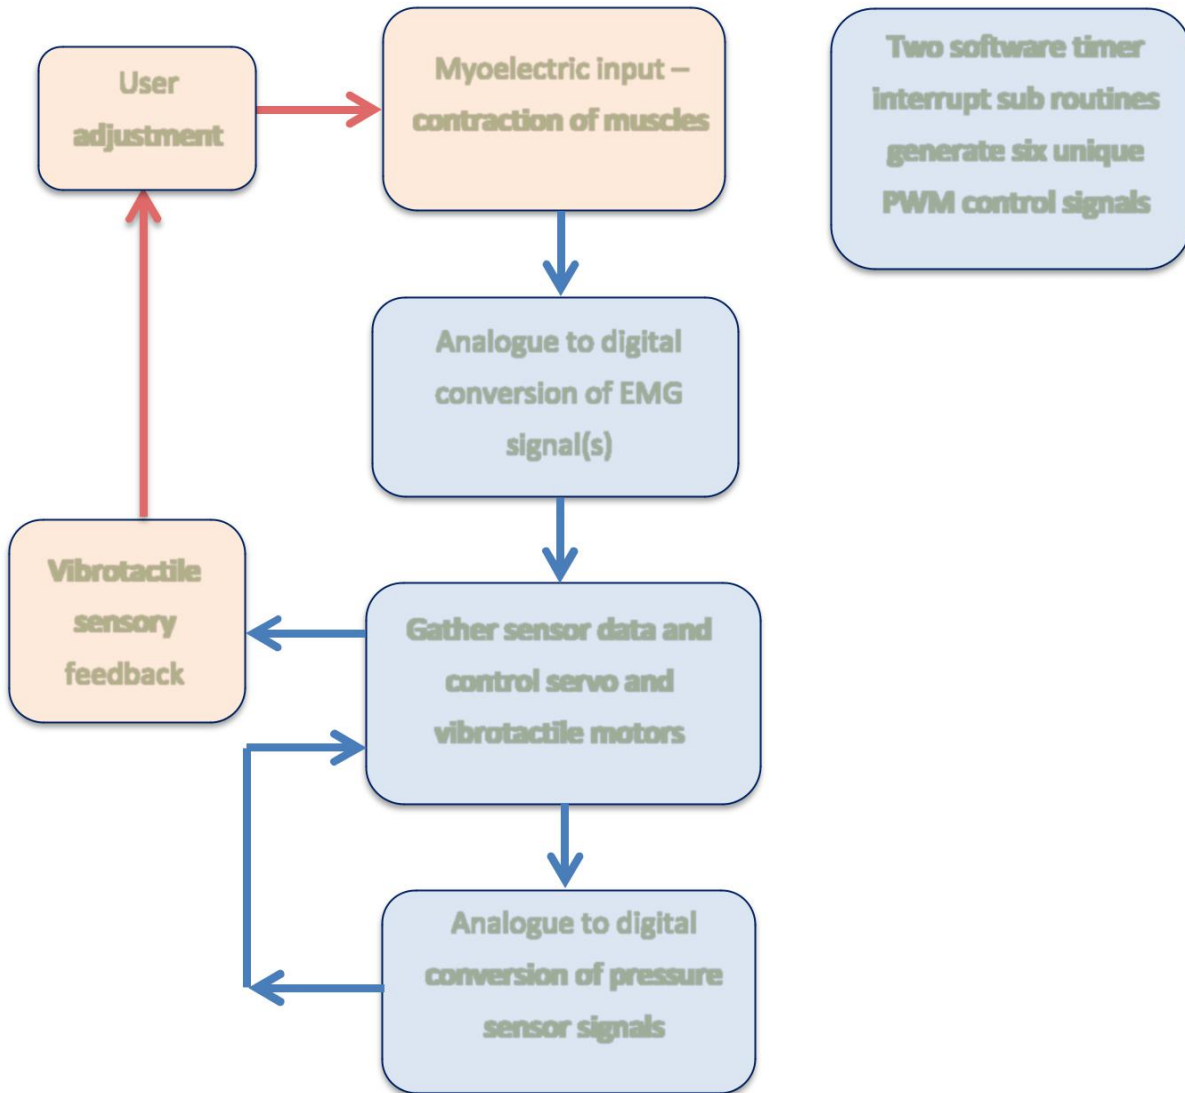 User
adjustment
Myoelectric input –
contraction of muscles
Two software timer
interrupt sub routines
generate six unique
PWM control signals
Analogue to digital
conversion of EMG
signal(s)
Vibrotactile
sensory
feedback
Gather sensor data and
control servo and
vibrotactile motors
Analogue to digital
conversion of pressure
sensor signals